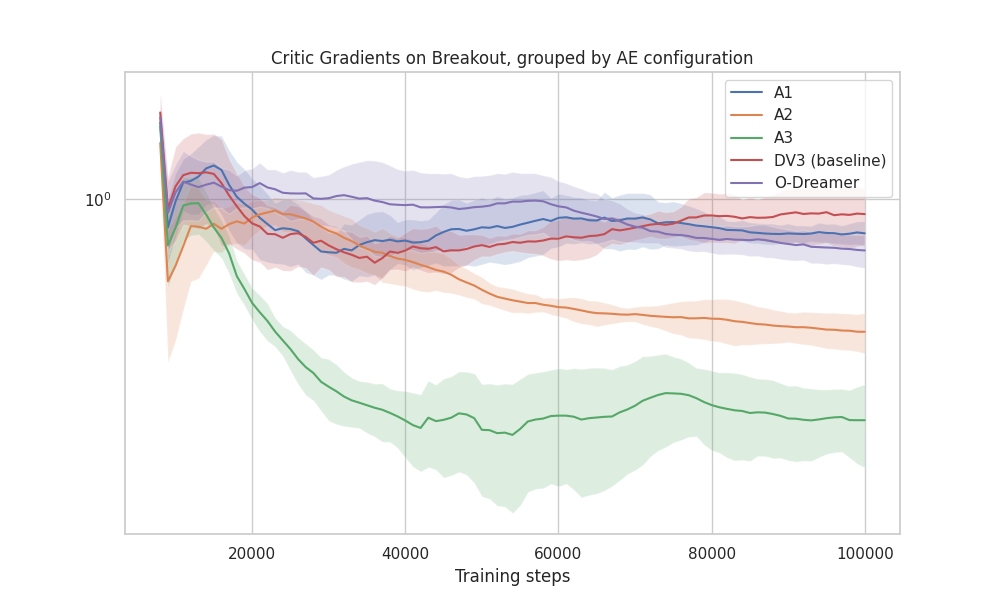 Critic Gradients on Breakout, grouped by AE configuration
A1
A2
A3
DV3 (baseline)
O-Dreamer
10⁰
20000 40000 60000 80000 100000
Training steps